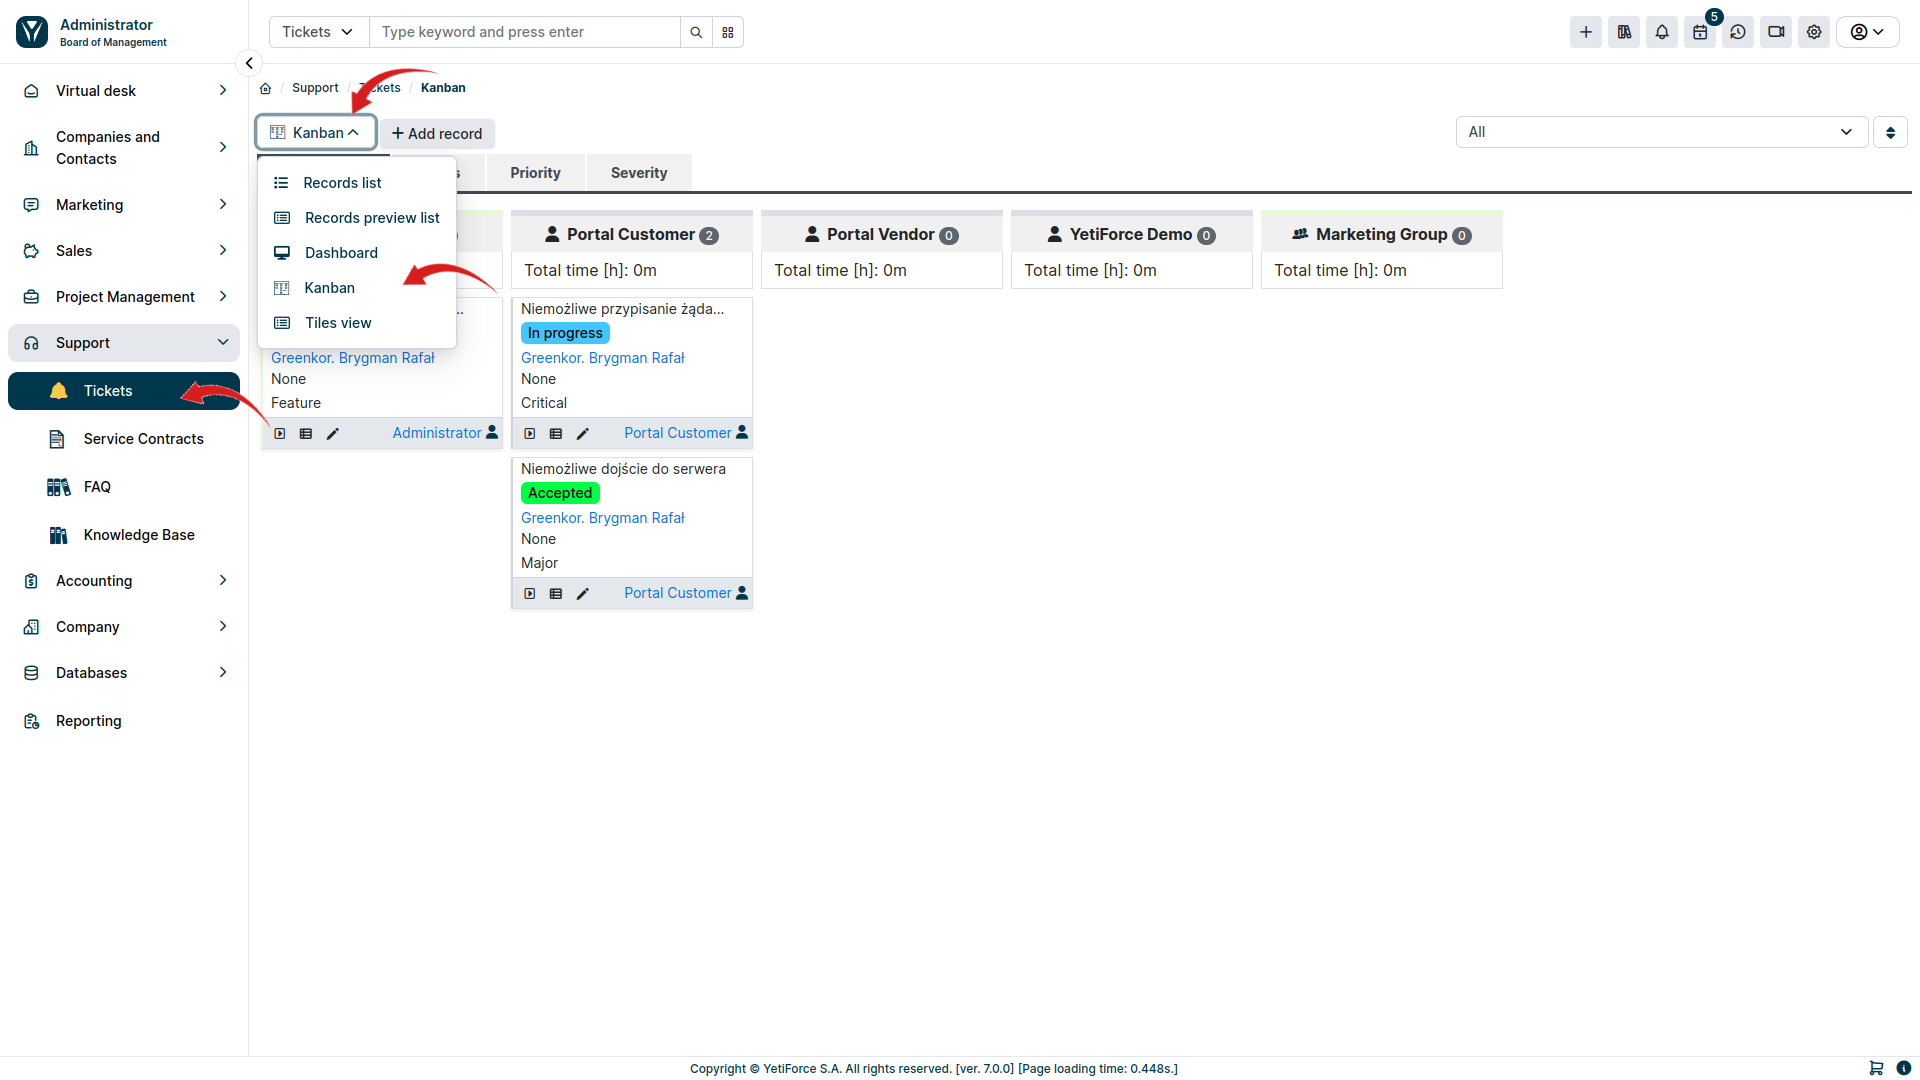 Administrator
Board of Management
Tickets
Type keyword and press enter
5
Virtual desk
Companies and
Contacts
Marketing
Sales
Project Management
Support
Tickets
Service Contracts
FAQ
Knowledge Base
Accounting
Company
Databases
Reporting
Support / / Kanban
Kanban
+ Add record
All
Records list
Records preview list
Dashboard
Kanban
Tiles view
Priority
Severity
Portal Customer 2
Total time [h]: 0m
Portal Vendor 0
Total time [h]: 0m
YetiForce Demo 0
Total time [h]: 0m
Marketing Group 0
Total time [h]: 0m
Greenkor. Brygman Rafał
None
Feature
Administrator
Niemożliwe przypisanie żąda...
In progress
Greenkor. Brygman Rafał
None
Critical
Portal Customer
Niemożliwe dojście do serwera
Accepted
Greenkor. Brygman Rafał
None
Major
Portal Customer
Copyright © YetiForce S.A. All rights reserved. [ver. 7.0.0] [Page loading time: 0.448s.]